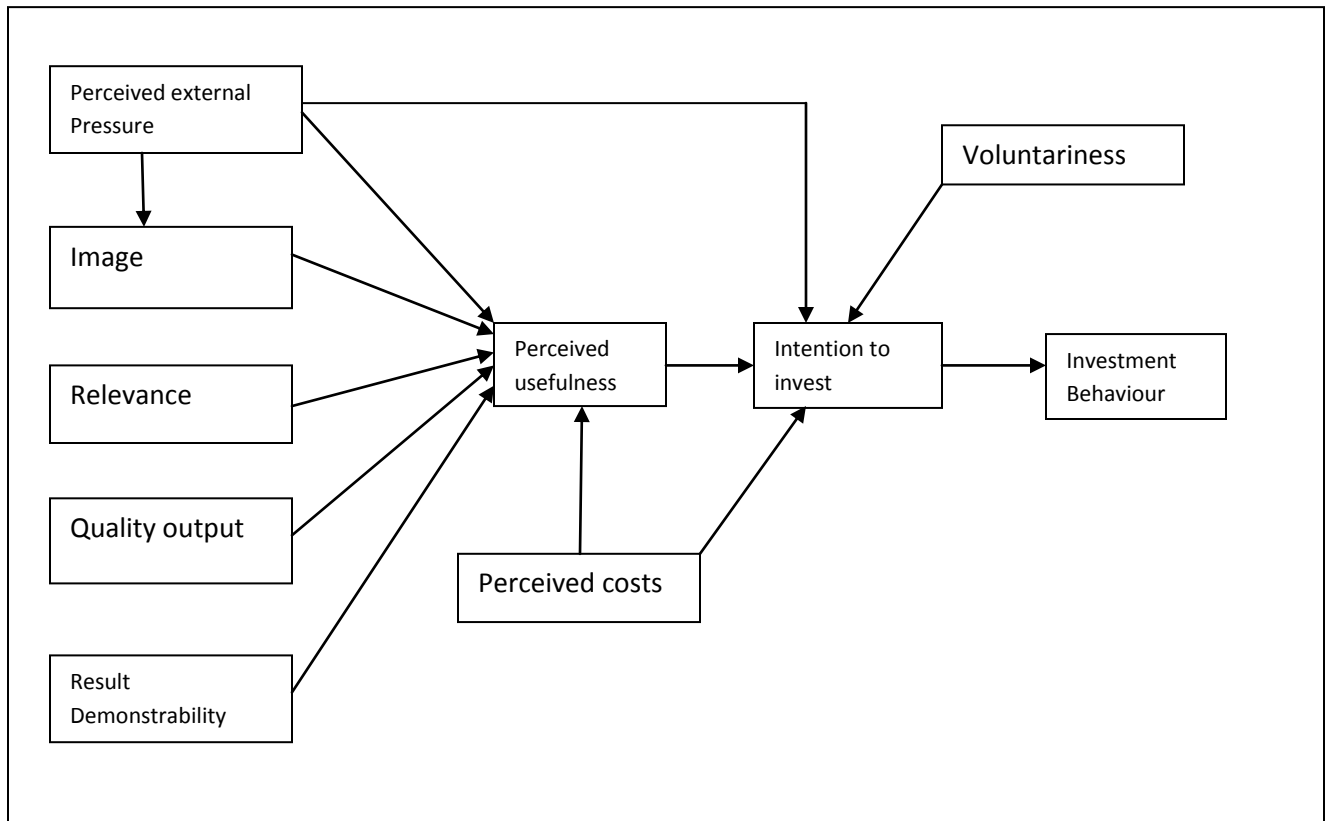 Perceived external
Pressure
Voluntariness
Image
Perceived
usefulness
Intention to
invest
Investment
Behaviour
Relevance
Quality output
Perceived costs
Result
Demonstrability